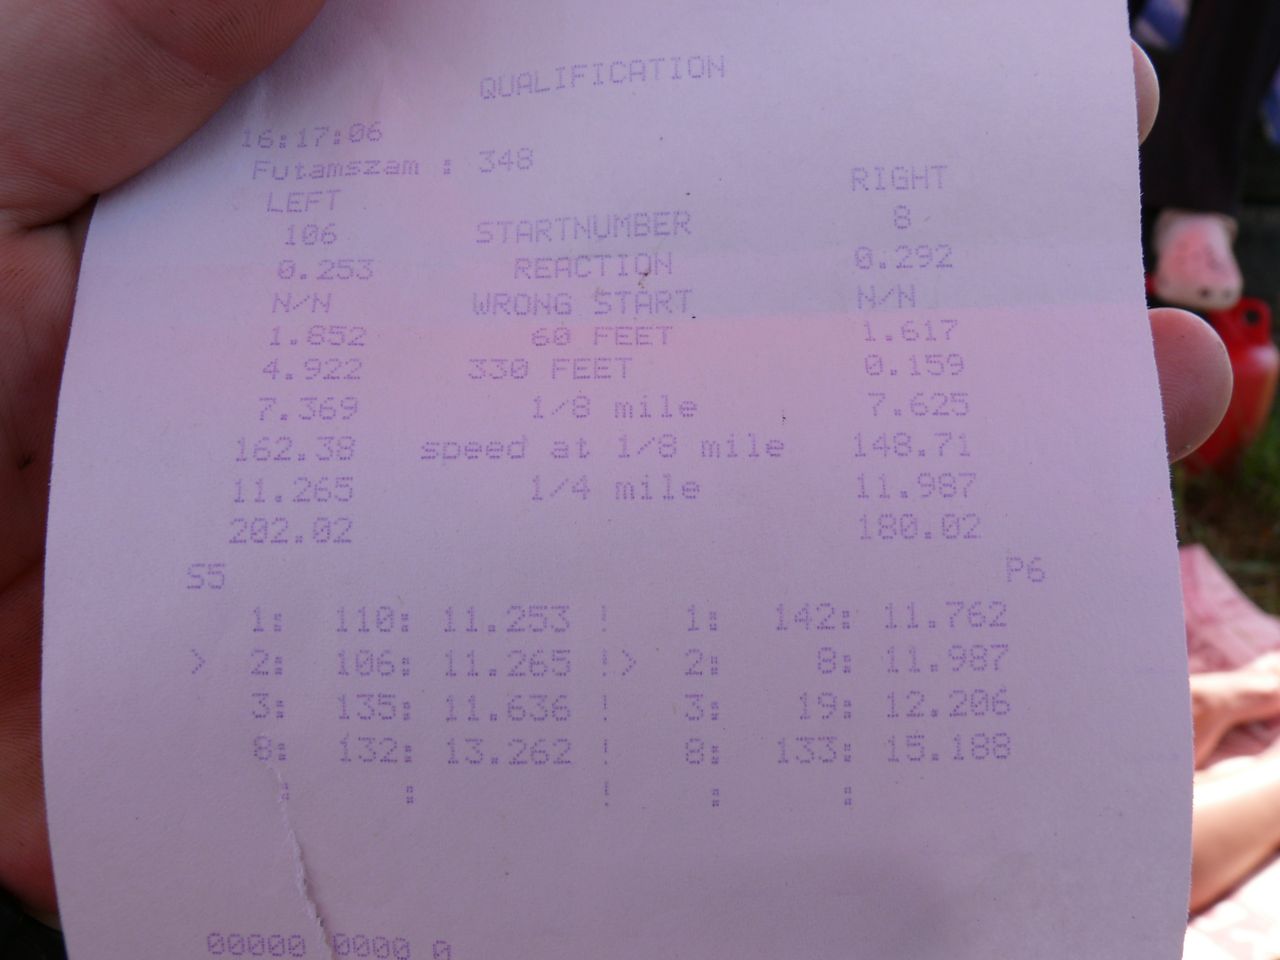 QUALIFICATION
16:17:06
Futamszam : 348
LEFT RIGHT
106 STARTNUMBER 8
0.253 REACTION 0.292
N/N WRONG START N/N
1.852 60 FEET 1.617
4.922 330 FEET 0.159
7.369 1/8 mile 7.625
162.38 speed at 1/8 mile 148.71
11.265 1/4 mile 11.987
202.02 180.02
S5 P6
1: 110: 11.253 ! 1: 142: 11.762
> 2: 106: 11.265 !> 2: 8: 11.987
3: 135: 11.636 ! 3: 19: 12.206
8: 132: 13.262 ! 8: 133: 15.188
: : ! : :
00000 0000 0